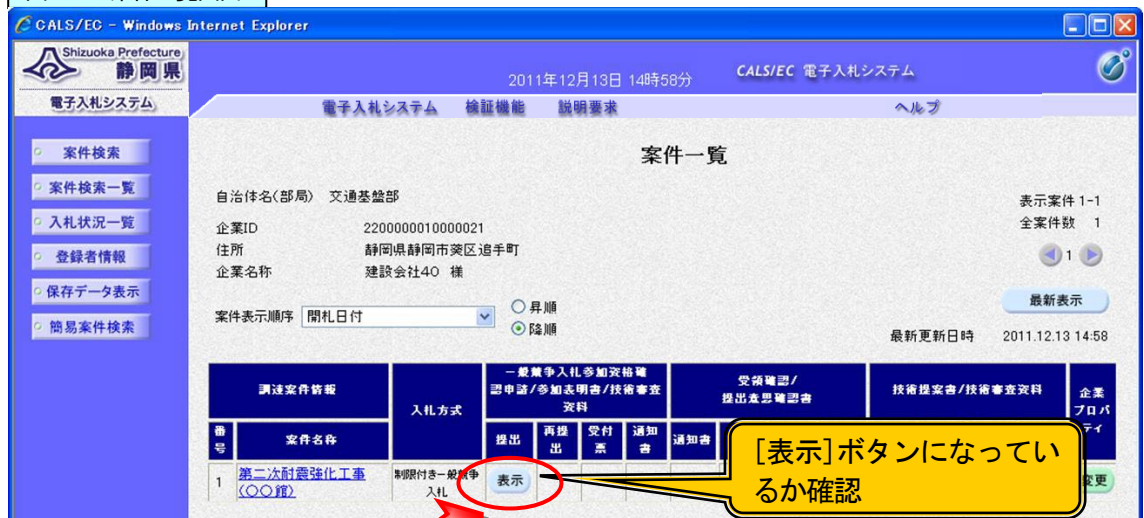 CALS/EC - Windows Internet Explorer
Shizuoka Prefecture
静岡県
電子入札システム
2011年12月13日 14時58分
CALS/EC 電子入札システム
電子入札システム 検証機能 説明要求 ヘルプ
案件検索
案件検索一覧
入札状況一覧
登録者情報
保存データ表示
簡易案件検索
案件一覧
自治体名(部局) 交通基盤部
企業ID 2200000010000021
住所 静岡県静岡市葵区追手町
企業名称 建設会社40 様
表示案件 1-1
全案件数 1
1
案件表示順序 開札日付
昇順
降順
最新表示
最新更新日時 2011.12.13 14:58
調達案件情報
入札方式
一般競争入札参加資格確
認申請/参加表明書/技術審査
資料
受領確認/
提出意思確認書
技術提案書/技術審査資料
企業
プロパ
ティ
番
号
案件名称
提出
再提
出
受付
票
通知
書
通知書
1
第二次耐震強化工事
(〇〇館)
制限付き一般競争
入札
表示
変更
[表示]ボタンになってい
るか確認